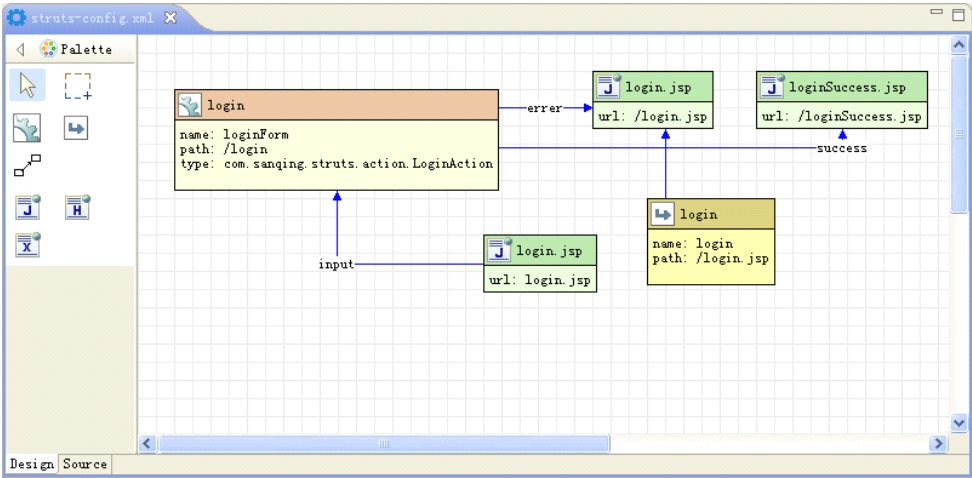 struts-config.xml
Palette
login
name: loginForm
path: /login
type: com.sanqing.struts.action.LoginAction
errer
login.jsp
url: /login.jsp
loginSuccess.jsp
url: /loginSuccess.jsp
success
login
name: login
path: /login.jsp
input
login.jsp
url: login.jsp
J
H
X
Design Source